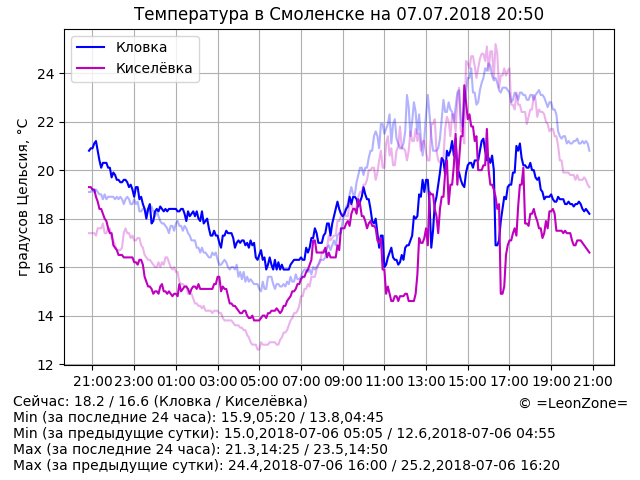 Температура в Смоленске на 07.07.2018 20:50
Кловка
Киселёвка
градусов Цельсия, °C
24
22
20
18
16
14
12
21:00 23:00 01:00 03:00 05:00 07:00 09:00 11:00 13:00 15:00 17:00 19:00 21:00
Сейчас: 18.2 / 16.6 (Кловка / Киселёвка)
© =LeonZone=
Min (за последние 24 часа): 15.9,05:20 / 13.8,04:45
Min (за предыдущие сутки): 15.0,2018-07-06 05:05 / 12.6,2018-07-06 04:55
Max (за последние 24 часа): 21.3,14:25 / 23.5,14:50
Max (за предыдущие сутки): 24.4,2018-07-06 16:00 / 25.2,2018-07-06 16:20